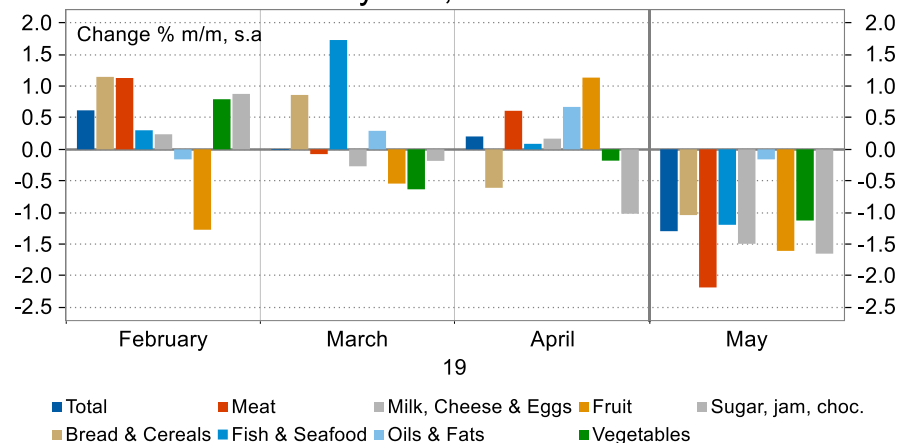 Change % m/m, s.a
2.0 2.0
1.5 1.5
1.0 1.0
0.5 0.5
0.0 0.0
-0.5 -0.5
-1.0 -1.0
-1.5 -1.5
-2.0 -2.0
-2.5 -2.5
February March April May
19
Total Meat Milk, Cheese & Eggs Fruit Sugar, jam, choc.
Bread & Cereals Fish & Seafood Oils & Fats Vegetables